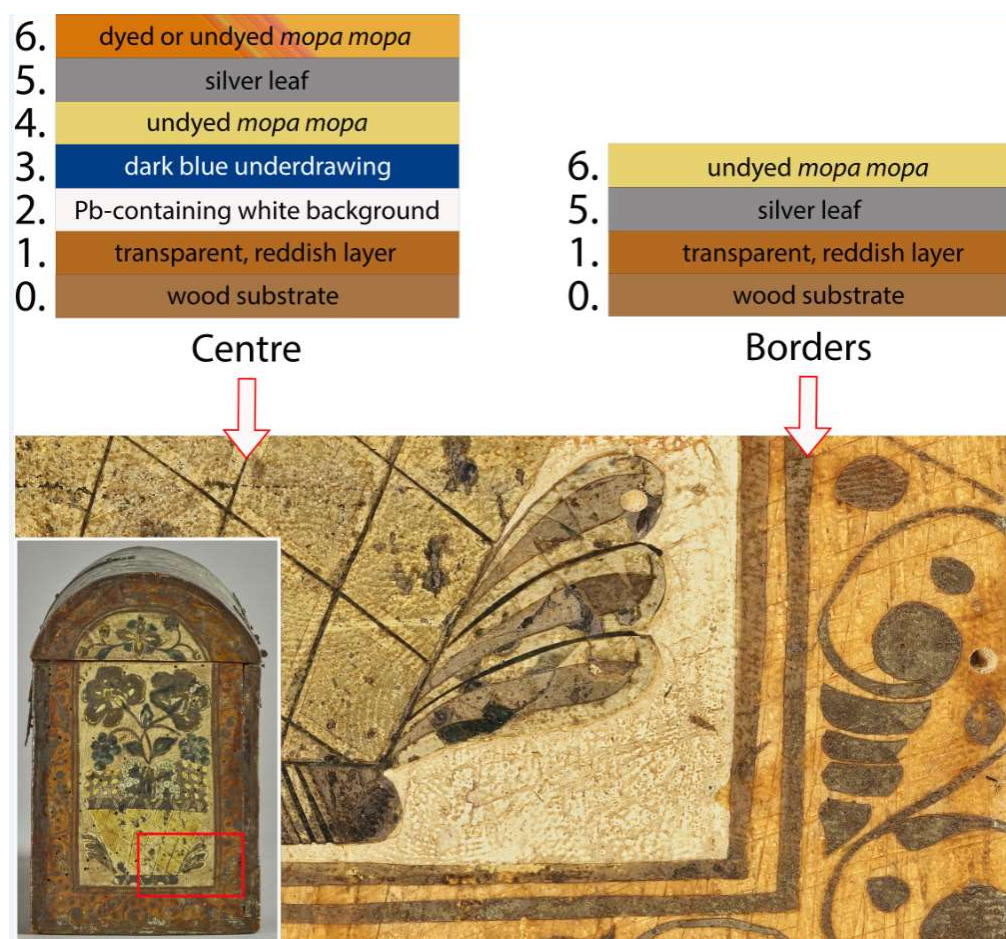 6. dyed or undyed mopa mopa
5. silver leaf
4. undyed mopa mopa
3. dark blue underdrawing
2. Pb-containing white background
1. transparent, reddish layer
0. wood substrate
Centre
6. undyed mopa mopa
5. silver leaf
1. transparent, reddish layer
0. wood substrate
Borders